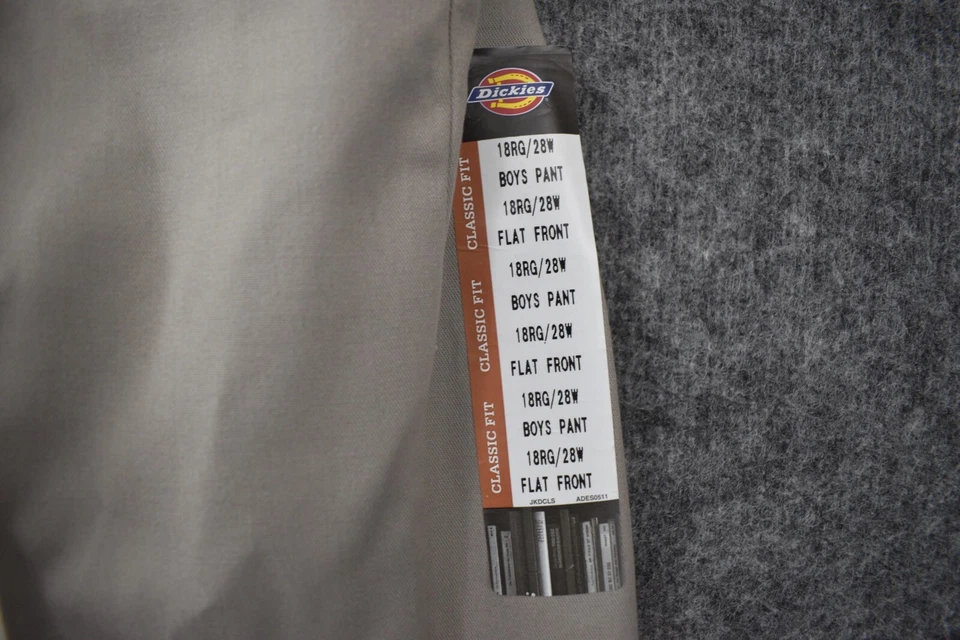 Dickies
18RG/28W
BOYS PANT
18RG/28W
FLAT FRONT
18RG/28W
BOYS PANT
18RG/28W
FLAT FRONT
18RG/28W
BOYS PANT
18RG/28W
FLAT FRONT
CLASSIC FIT
CLASSIC FIT
CLASSIC FIT
JKDCLS ADES0511